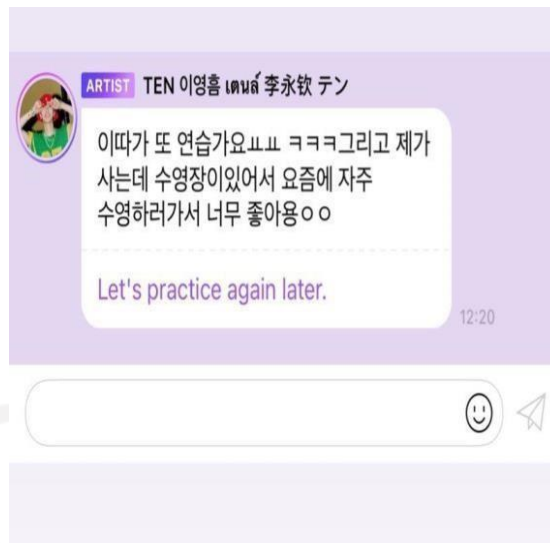 ARTIST TEN 이영흠 เตนล์ 李永钦 テン
이따가 또 연습가요ㅛㅛ ㅋㅋㅋ그리고 제가
사는데 수영장이있어서 요즘에 자주
수영하러가서 너무 좋아용ㅇㅇ
Let's practice again later.
12:20